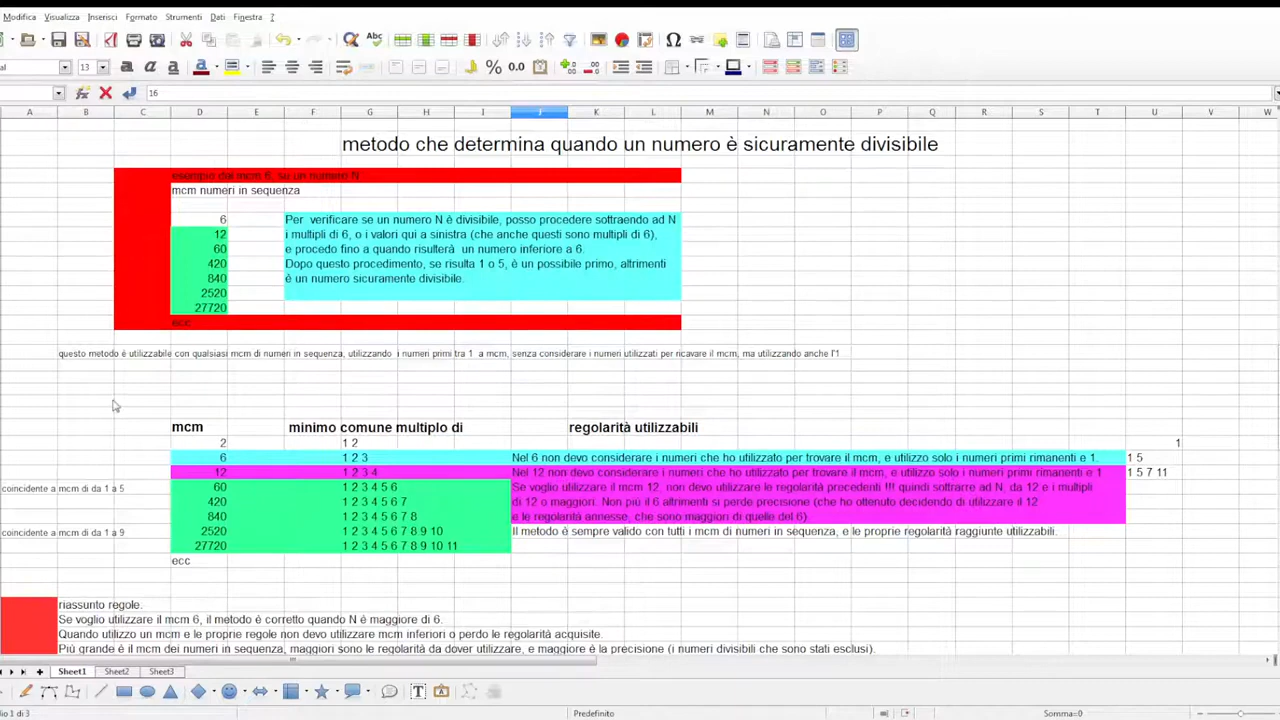 Modifica Visualizza Inserisci Formato Strumenti Dati Finestra ?
13
16
A B C D E F G H I J K L M N O P Q R S T U V W
metodo che determina quando un numero è sicuramente divisibile
esempio del mcm 6, su un numero N
mcm numeri in sequenza
6 Per verificare se un numero N è divisibile, posso procedere sottraendo ad N
12 i multipli di 6, o i valori qui a sinistra (che anche questi sono multipli di 6),
60 e procedo fino a quando risulterà un numero inferiore a 6.
420 Dopo questo procedimento, se risulta 1 o 5, è un possibile primo, altrimenti
840 è un numero sicuramente divisibile.
2520
27720
ecc
questo metodo è utilizzabile con qualsiasi mcm di numeri in sequenza, utilizzando i numeri primi tra 1 a mcm, senza considerare i numeri utilizzati per ricavare il mcm, ma utilizzando anche l'1
mcm minimo comune multiplo di regolarità utilizzabili
2 1 2 1
6 1 2 3 Nel 6 non devo considerare i numeri che ho utilizzato per trovare il mcm, e utilizzo solo i numeri primi rimanenti e 1. 1 5
12 1 2 3 4 Nel 12 non devo considerare i numeri che ho utilizzato per trovare il mcm, e utilizzo solo i numeri primi rimanenti e 1 1 5 7 11
coincidente a mcm di da 1 a 5 60 1 2 3 4 5 6 Se voglio utilizzare il mcm 12, non devo utilizzare le regolarità precedenti !!! quindi sottrarre ad N, da 12 e i multipli
420 1 2 3 4 5 6 7 di 12 o maggiori. Non più il 6 altrimenti si perde precisione (che ho ottenuto decidendo di utilizzare il 12
840 1 2 3 4 5 6 7 8 e le regolarità annesse, che sono maggiori di quelle del 6)
coincidente a mcm di da 1 a 9 2520 1 2 3 4 5 6 7 8 9 10 Il metodo è sempre valido con tutti i mcm di numeri in sequenza, e le proprie regolarità raggiunte utilizzabili.
27720 1 2 3 4 5 6 7 8 9 10 11
ecc
riassunto regole.
Se voglio utilizzare il mcm 6, il metodo è corretto quando N è maggiore di 6.
Quando utilizzo un mcm e le proprie regole non devo utilizzare mcm inferiori o perdo le regolarità acquisite.
Più grande è il mcm dei numeri in sequenza, maggiori sono le regolarità da dover utilizzare, e maggiore è la precisione (i numeri divisibili che sono stati esclusi).
Sheet1 Sheet2 Sheet3
lio 1 di 3 Predefinito Somma=0